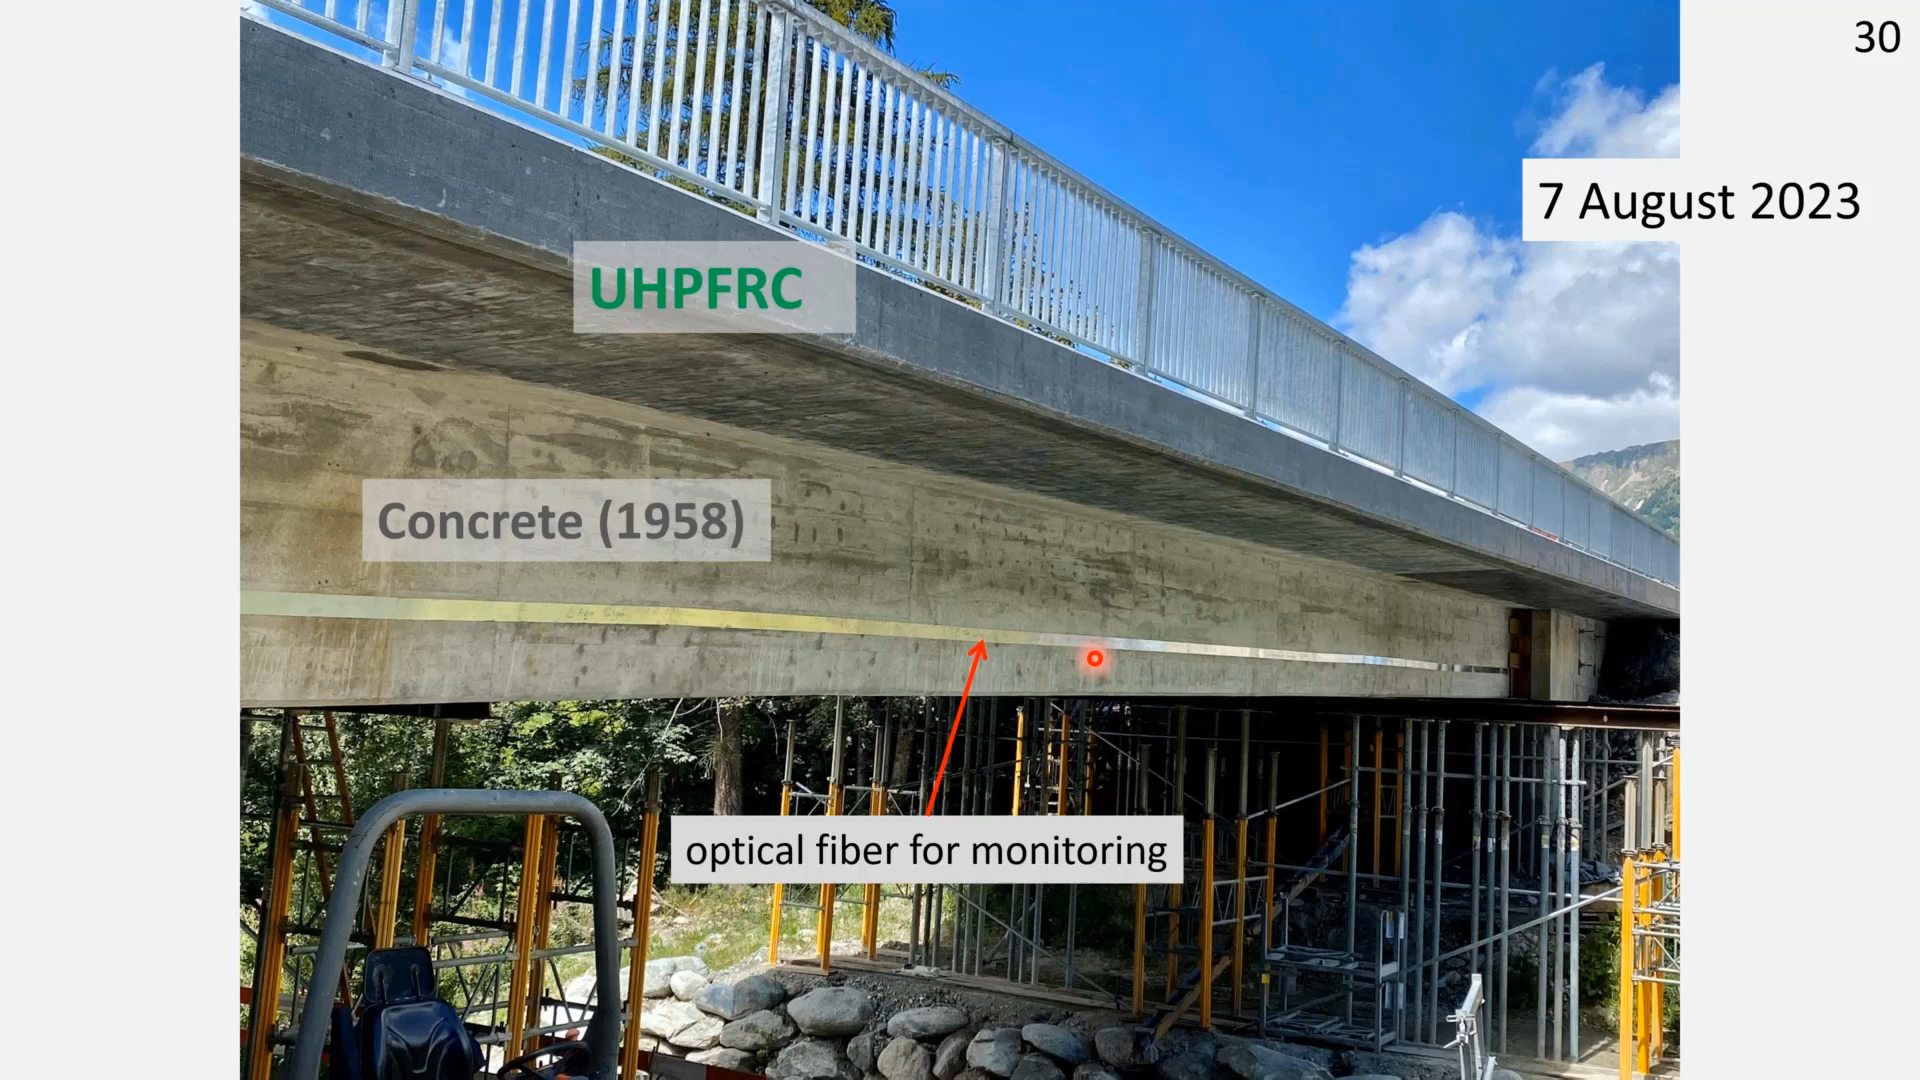 30
7 August 2023
UHPFRC
Concrete (1958)
optical fiber for monitoring